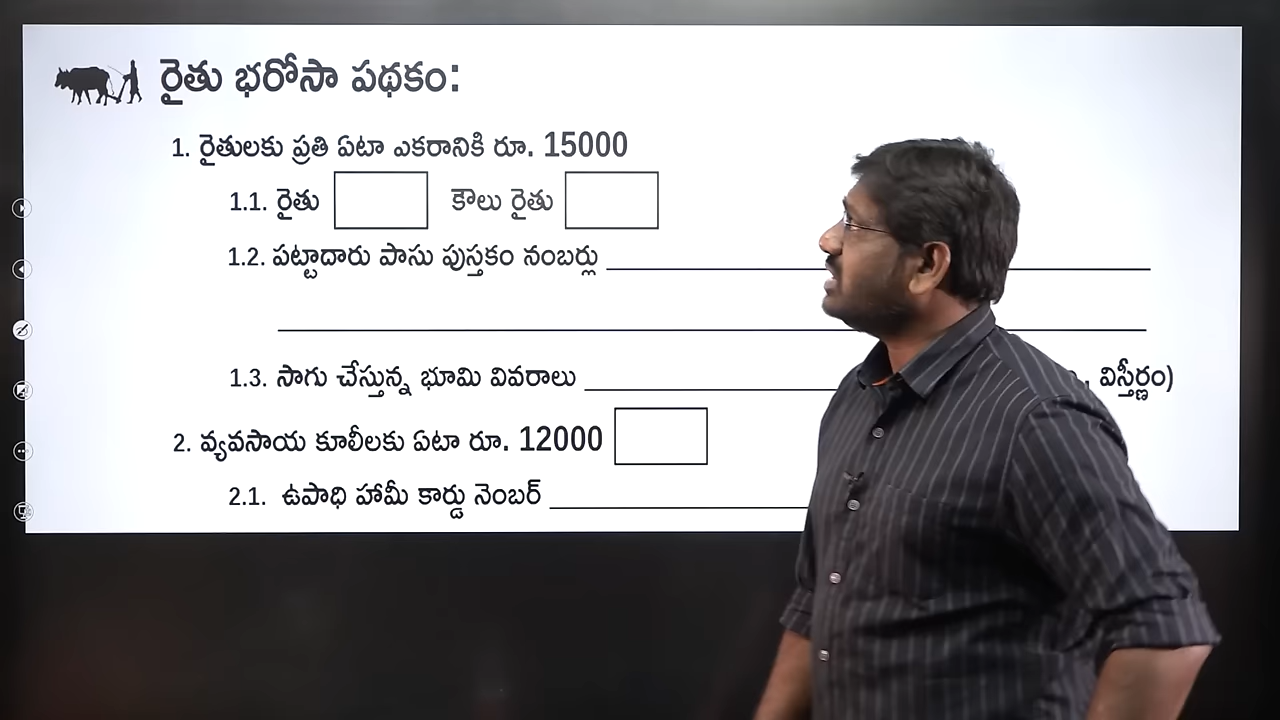 రైతు భరోసా పథకం:
1. రైతులకు ప్రతి ఏటా ఎకరానికి రూ. 15000
1.1. రైతు కౌలు రైతు
1.2. పట్టాదారు పాసు పుస్తకం నంబర్లు
1.3. సాగు చేస్తున్న భూమి వివరాలు , విస్తీర్ణం)
2. వ్యవసాయ కూలీలకు ఏటా రూ. 12000
2.1. ఉపాధి హామీ కార్డు నెంబర్